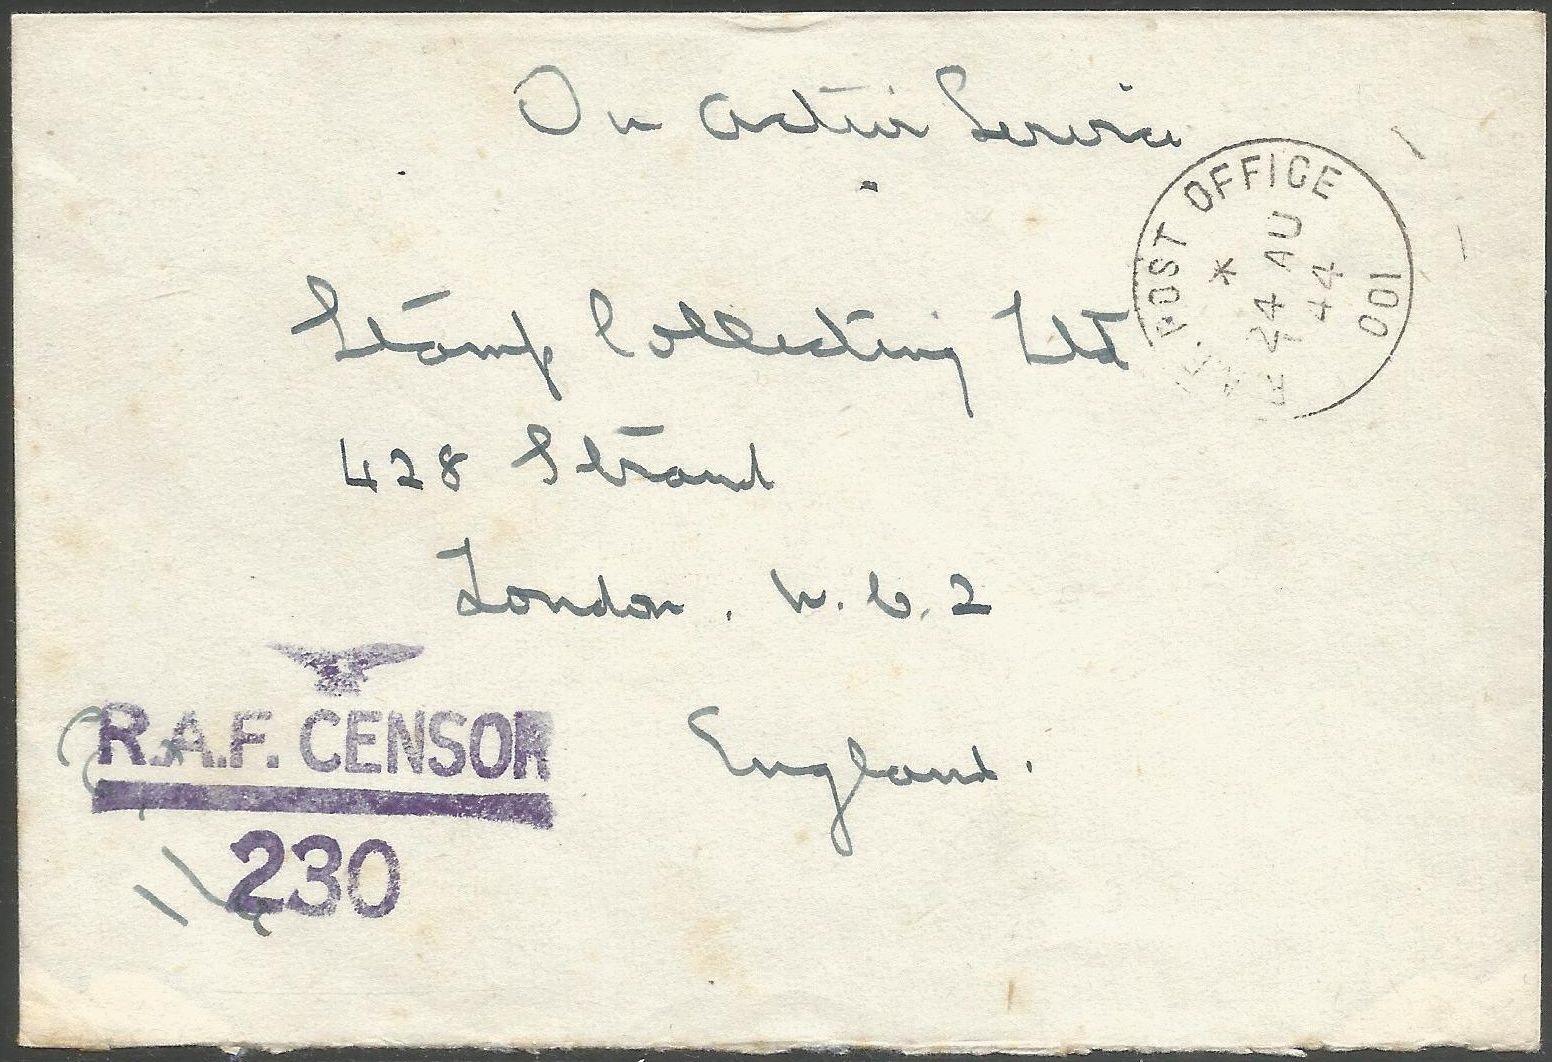 On Active Service
POST OFFICE 001
*
24 AU
44
Stamp Collecting Ltd
428 Strand
London. W.C.2
England.
R.A.F. CENSOR
230